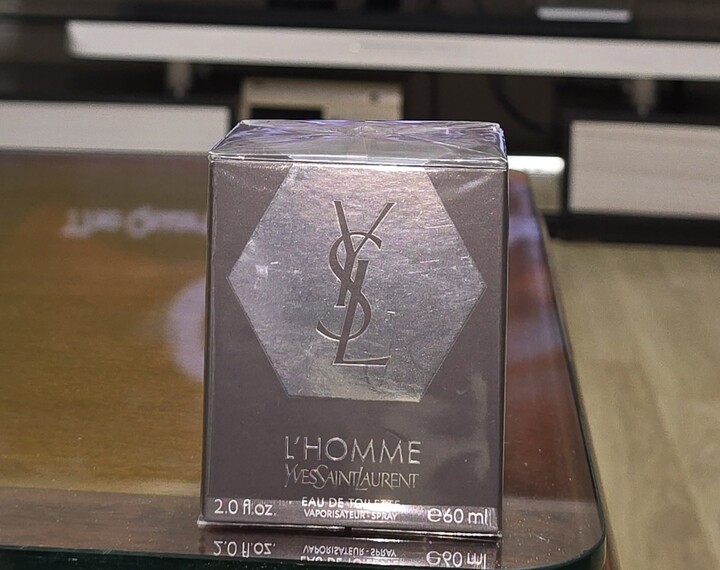 YSL
L'HOMME
YVESSAINTLAURENT
2.0 fl.oz. EAU DE TOILETTE ℮60 ml
VAPORISATEUR-SPRAY